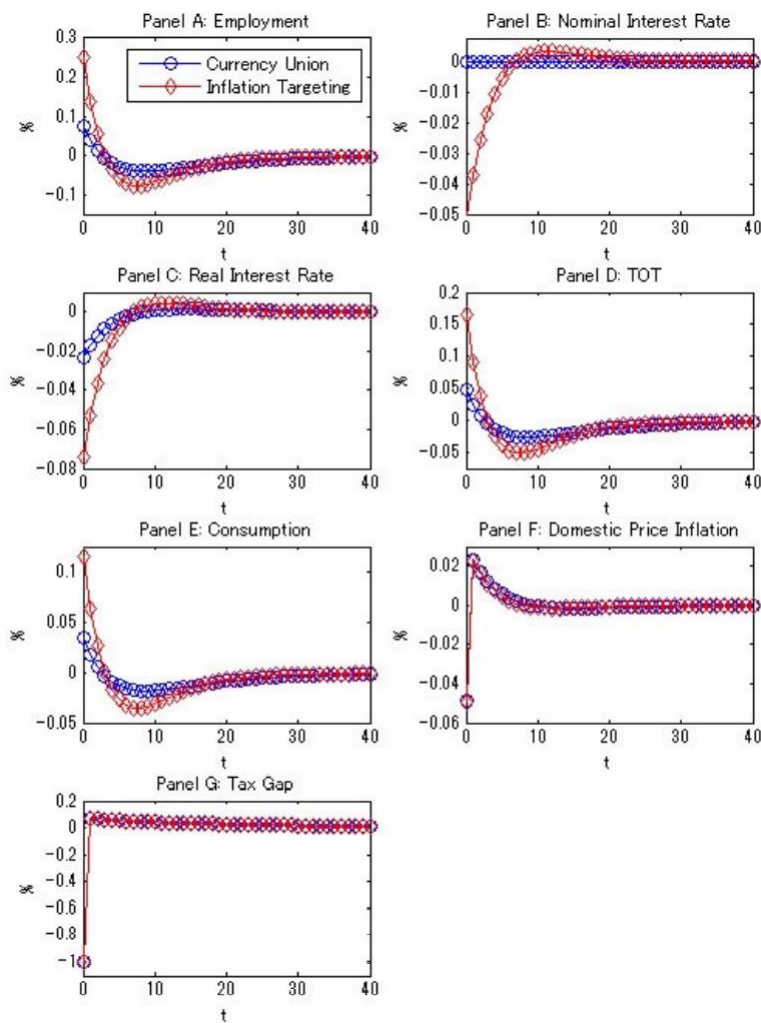 Panel A: Employment
0.3
0.2
0.1
0
-0.1
%
Currency Union
Inflation Targeting
0 10 20 30 40
t
Panel B: Nominal Interest Rate
0
-0.01
-0.02
-0.03
-0.04
-0.05
%
0 10 20 30 40
t
Panel C: Real Interest Rate
0
-0.02
-0.04
-0.06
-0.08
%
0 10 20 30 40
t
Panel D: TOT
0.2
0.15
0.1
0.05
0
-0.05
%
0 10 20 30 40
t
Panel E: Consumption
0.1
0.05
0
-0.05
%
0 10 20 30 40
t
Panel F: Domestic Price Inflation
0.02
0
-0.02
-0.04
-0.06
%
0 10 20 30 40
t
Panel G: Tax Gap
0.2
0
-0.2
-0.4
-0.6
-0.8
-1
%
0 10 20 30 40
t